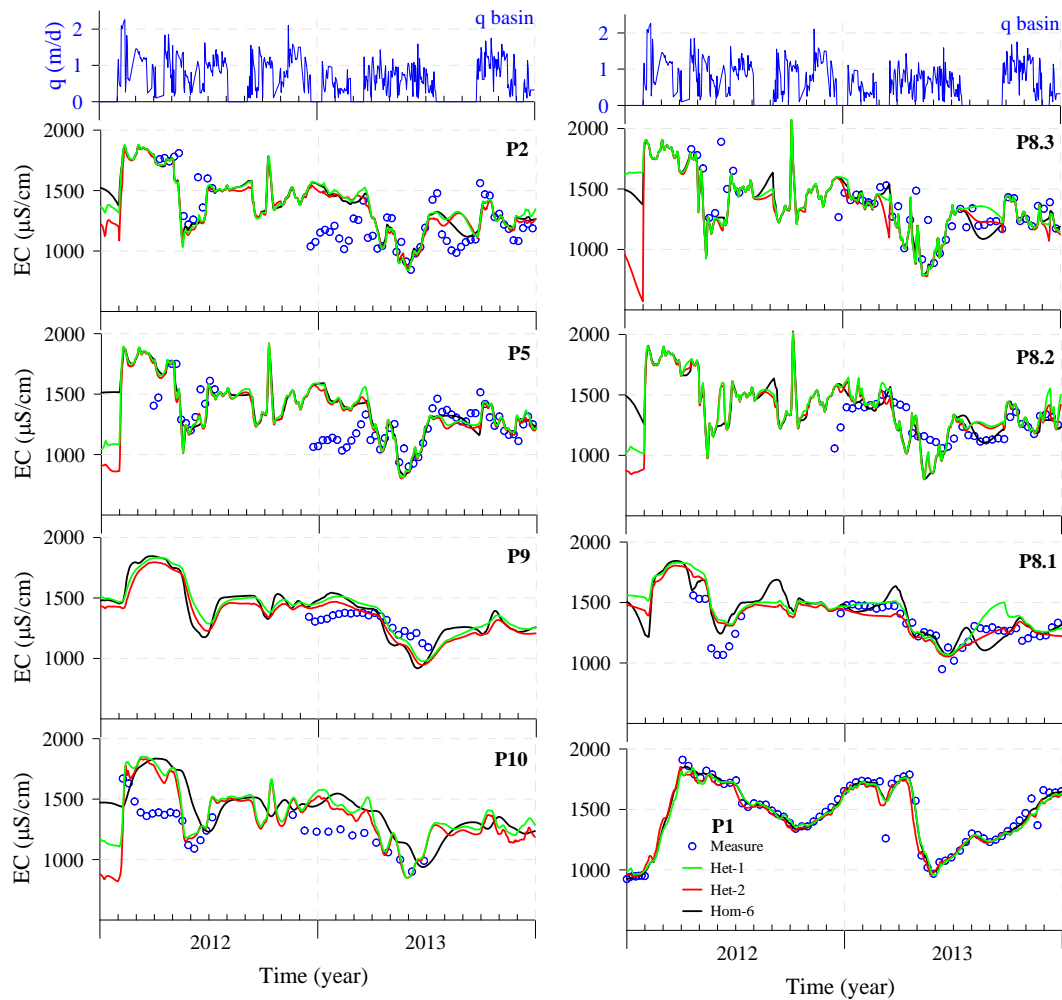 q basin
q (m/d)
2
1
0
P2
EC (µS/cm)
2000
1500
1000
P5
EC (µS/cm)
2000
1500
1000
P9
EC (µS/cm)
2000
1500
1000
P10
EC (µS/cm)
2000
1500
1000
2012
2013
Time (year)
q basin
2
1
0
P8.3
2000
1500
1000
P8.2
2000
1500
1000
P8.1
2000
1500
1000
P1
2000
1500
1000
Measure
Het-1
Het-2
Hom-6
2012
2013
Time (year)